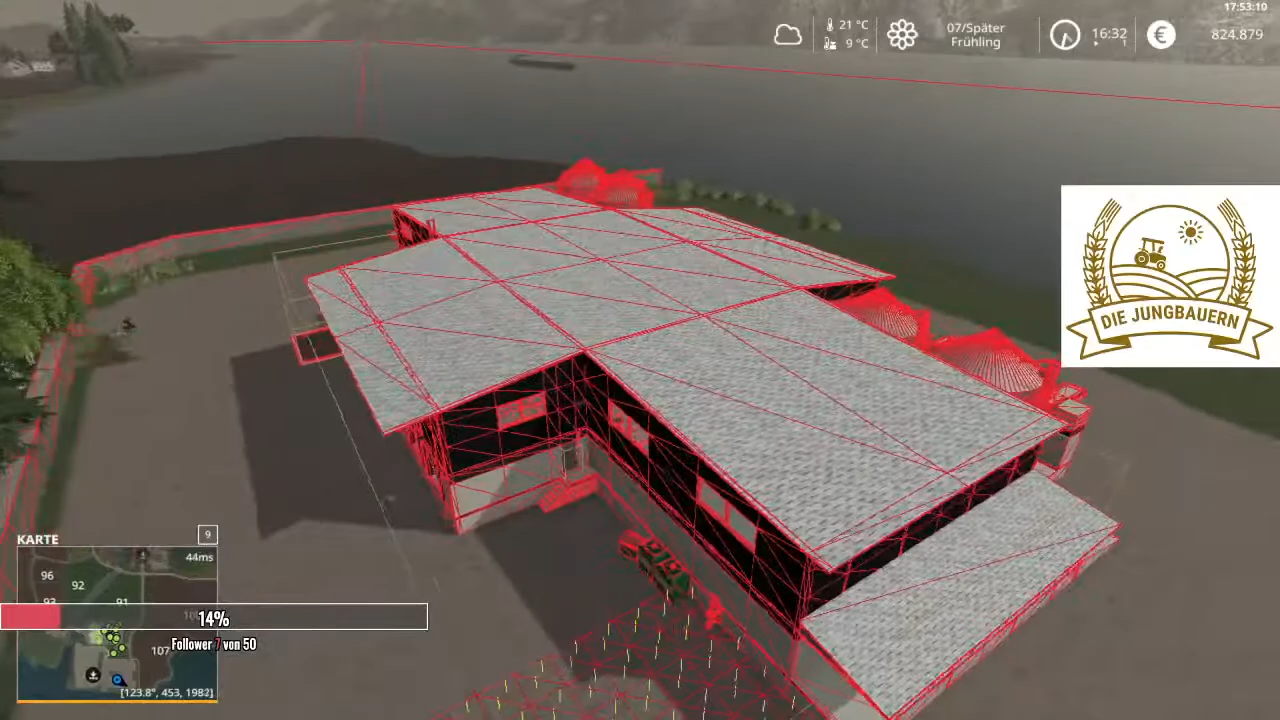 17:53:10
21 °C
9 °C
07/Später
Frühling
16:32
1
€
824.879
DIE JUNGBAUERN
KARTE
9
44ms
96
92
93
91
14%
Follower 7 von 50
107
[123.8°, 453, 1982]